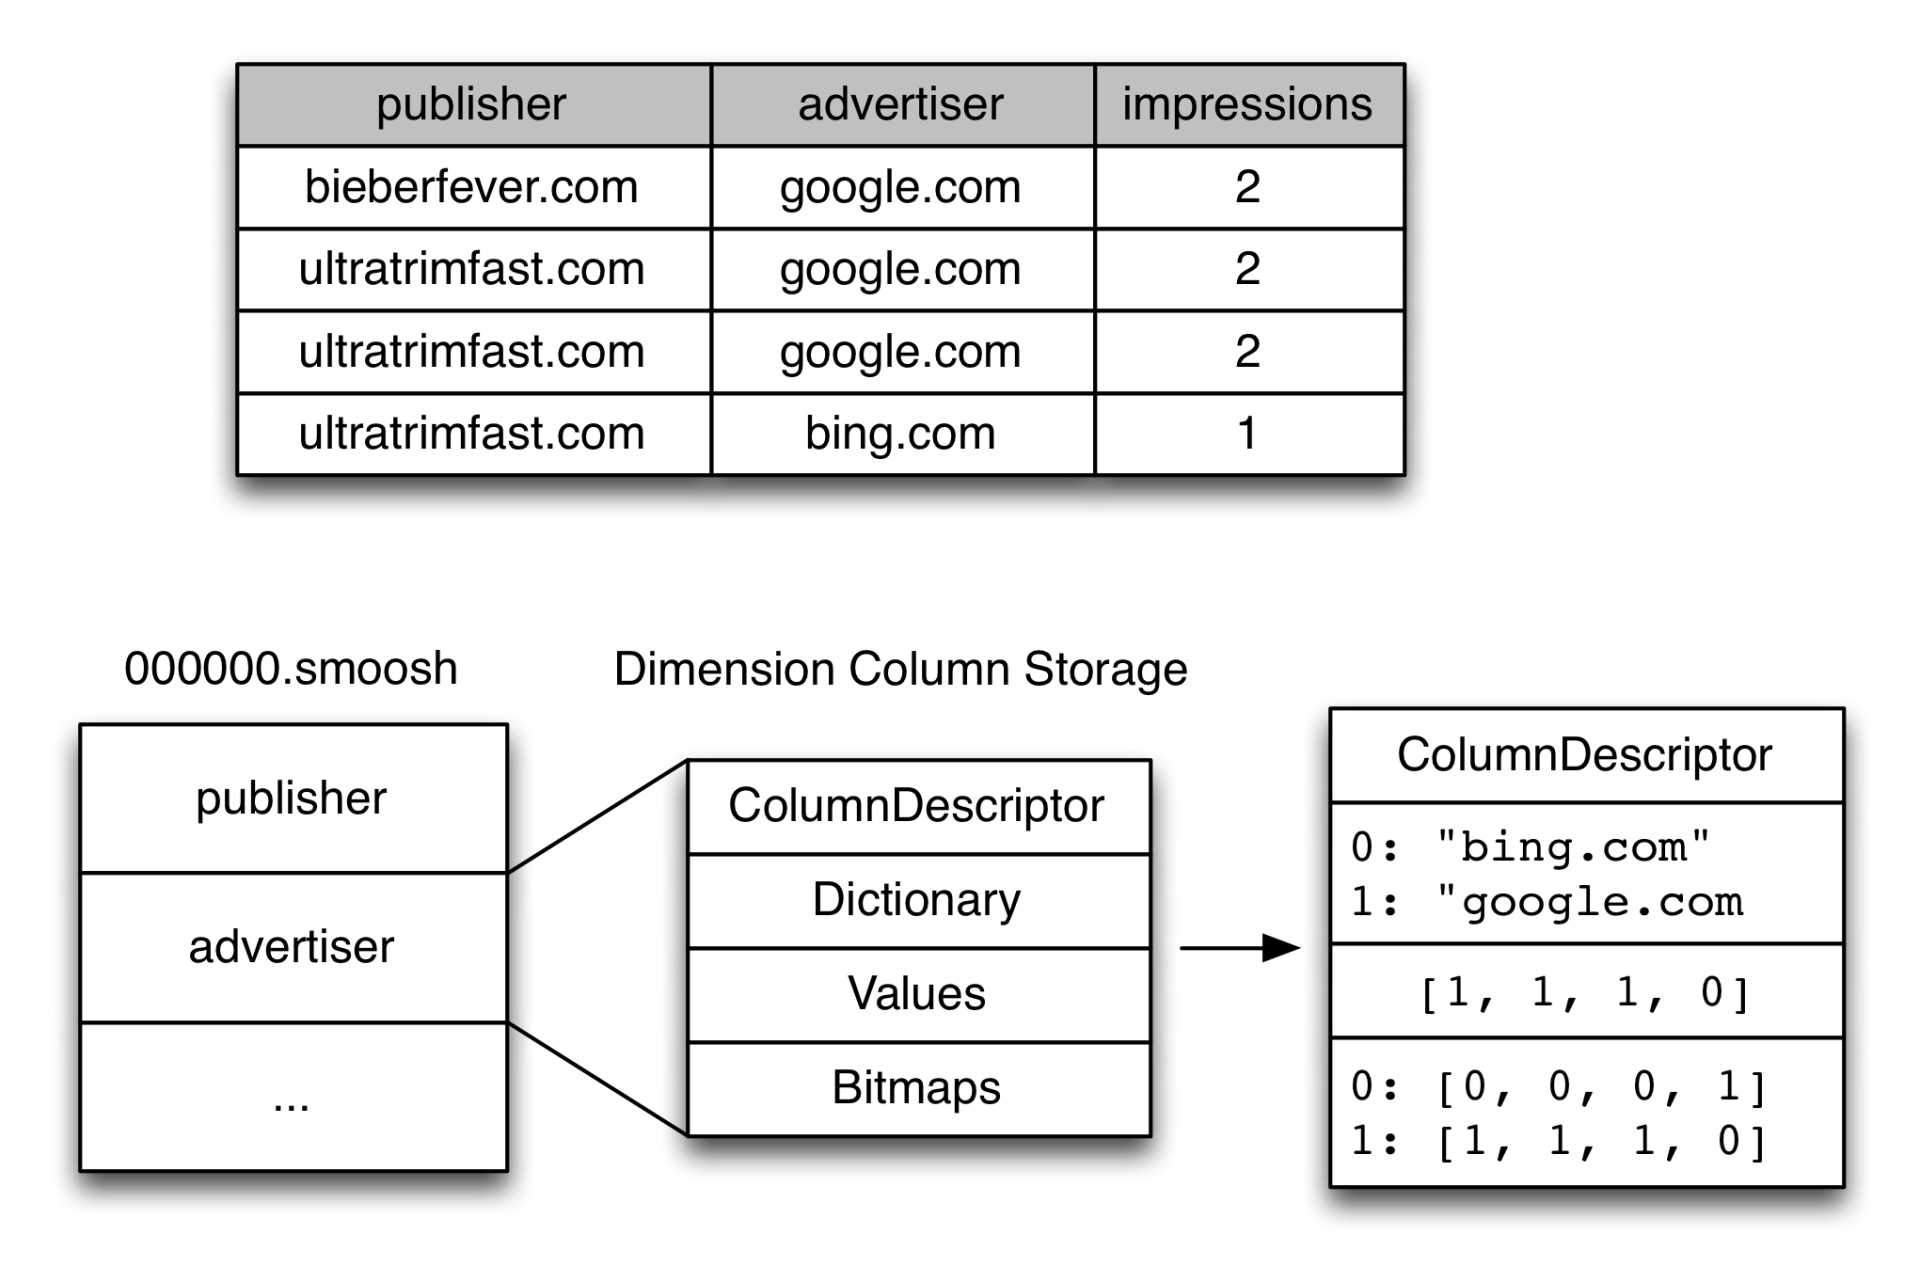 publisher advertiser impressions
bieberfever.com google.com 2
ultratrimfast.com google.com 2
ultratrimfast.com google.com 2
ultratrimfast.com bing.com 1
000000.smoosh
publisher
advertiser
...
Dimension Column Storage
ColumnDescriptor
Dictionary
Values
Bitmaps
ColumnDescriptor
0: "bing.com"
1: "google.com
[1, 1, 1, 0]
0: [0, 0, 0, 1]
1: [1, 1, 1, 0]